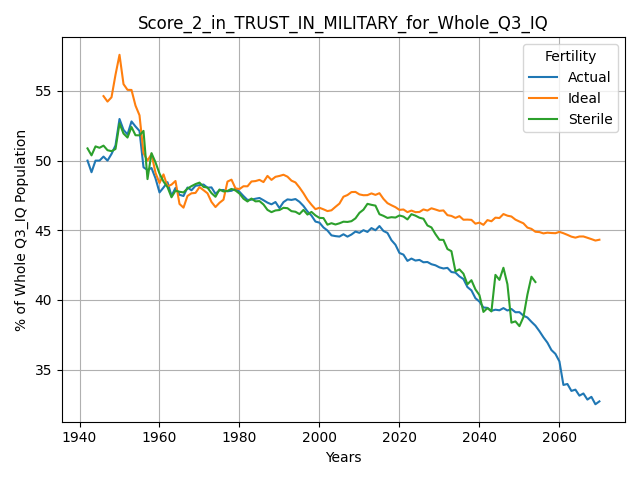 Score_2_in_TRUST_IN_MILITARY_for_Whole_Q3_IQ
Fertility
Actual
Ideal
Sterile
% of Whole Q3_IQ Population
55
50
45
40
35
1940
1960
1980
2000
2020
2040
2060
Years